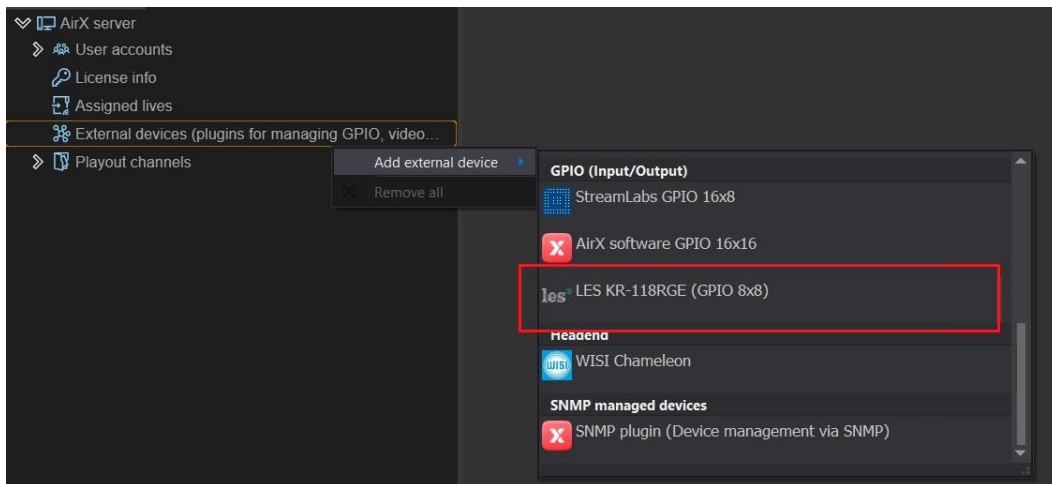 AirX server
User accounts
License info
Assigned lives
External devices (plugins for managing GPIO, video...
Playout channels
Add external device
Remove all
GPIO (Input/Output)
StreamLabs GPIO 16x8
X AirX software GPIO 16x16
les® LES KR-118RGE (GPIO 8x8)
Headend
WISI WISI Chameleon
SNMP managed devices
X SNMP plugin (Device management via SNMP)